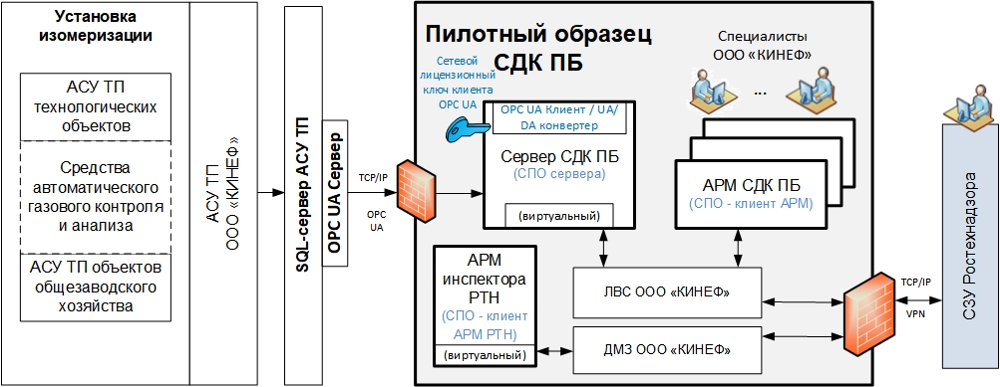 Установка
изомеризации
АСУ ТП
технологических
объектов
Средства
автоматического
газового контроля
и анализа
АСУ ТП объектов
общезаводского
хозяйства
АСУ ТП
ООО «КИНЕФ»
SQL-сервер АСУ ТП
OPC UA Сервер
TCP/IP
OPC
UA
Пилотный образец
СДК ПБ
Сетевой
лицензионный
ключ клиента
OPC UA
OPC UA Клиент / UA/
DA конвертер
Сервер СДК ПБ
(СПО сервера)
(виртуальный)
Специалисты
ООО «КИНЕФ»
...
АРМ СДК ПБ
(СПО - клиент АРМ)
АРМ
инспектора
РТН
(СПО - клиент
АРМ РТН)
(виртуальный)
ЛВС ООО «КИНЕФ»
ДМЗ ООО «КИНЕФ»
TCP/IP
VPN
СЗУ Ростехнадзора